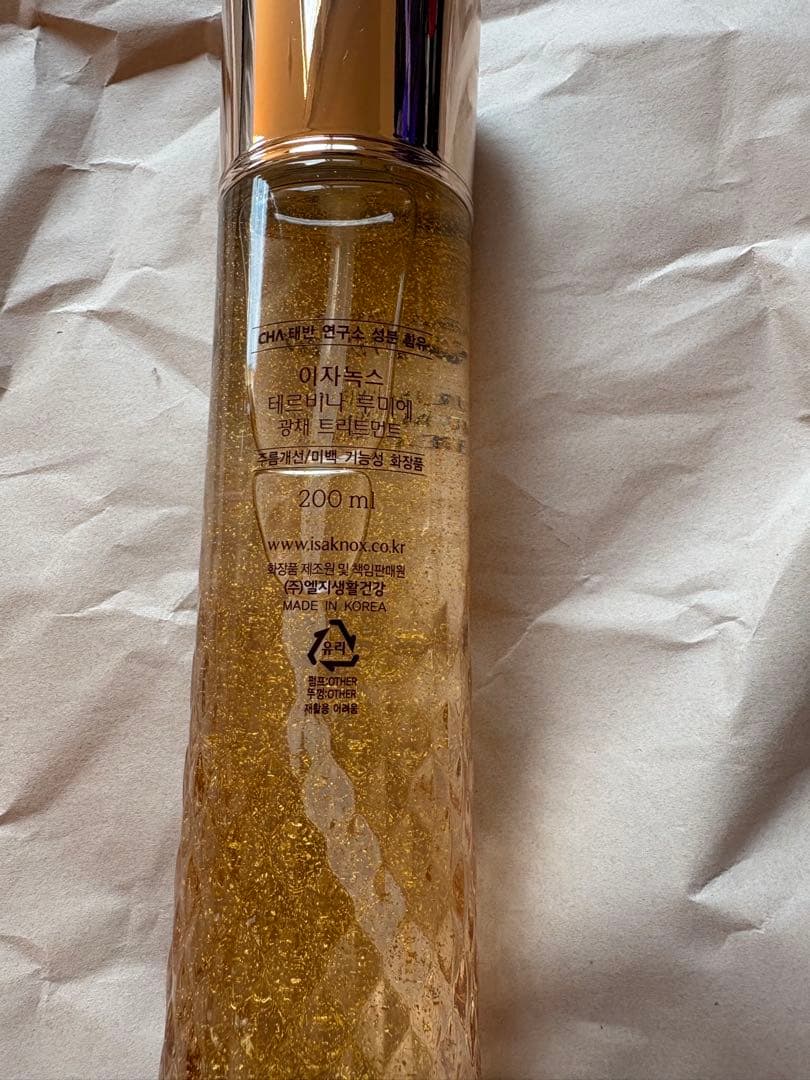 CHA 태반 연구소 성분 함유
이자녹스
테르비나 루미에
광채 트리트먼트
주름개선/미백 기능성 화장품
200 ml
www.isaknox.co.kr
화장품 제조원 및 책임판매원
(주)엘지생활건강
MADE IN KOREA
유리
펌프:OTHER
뚜껑:OTHER
재활용 어려움